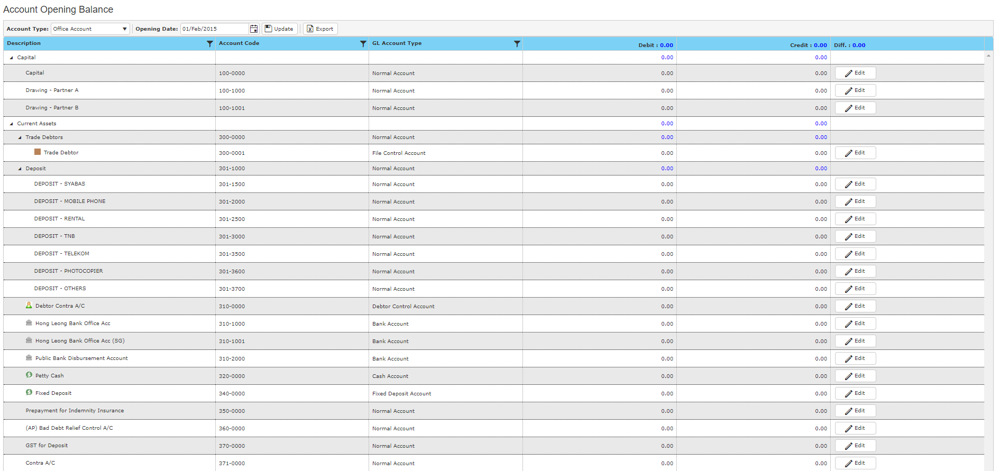 Account Opening Balance
Account Type: Office Account Opening Date: 01/Feb/2015 Update Export
Description Account Code GL Account Type Debit : 0.00 Credit : 0.00 Diff. : 0.00
Capital 0.00 0.00
Capital 100-0000 Normal Account 0.00 0.00 Edit
Drawing - Partner A 100-1000 Normal Account 0.00 0.00 Edit
Drawing - Partner B 100-1001 Normal Account 0.00 0.00 Edit
Current Assets 0.00 0.00
Trade Debtors 300-0000 Normal Account 0.00 0.00
Trade Debtor 300-0001 File Control Account 0.00 0.00 Edit
Deposit 301-1000 Normal Account 0.00 0.00
DEPOSIT - SYABAS 301-1500 Normal Account 0.00 0.00 Edit
DEPOSIT - MOBILE PHONE 301-2000 Normal Account 0.00 0.00 Edit
DEPOSIT - RENTAL 301-2500 Normal Account 0.00 0.00 Edit
DEPOSIT - TNB 301-3000 Normal Account 0.00 0.00 Edit
DEPOSIT - TELEKOM 301-3500 Normal Account 0.00 0.00 Edit
DEPOSIT - PHOTOCOPIER 301-3600 Normal Account 0.00 0.00 Edit
DEPOSIT - OTHERS 301-3700 Normal Account 0.00 0.00 Edit
Debtor Contra A/C 310-0000 Debtor Control Account 0.00 0.00 Edit
Hong Leong Bank Office Acc 310-1000 Bank Account 0.00 0.00 Edit
Hong Leong Bank Office Acc (SG) 310-1001 Bank Account 0.00 0.00 Edit
Public Bank Disbursement Account 310-2000 Bank Account 0.00 0.00 Edit
Petty Cash 320-0000 Cash Account 0.00 0.00 Edit
Fixed Deposit 340-0000 Fixed Deposit Account 0.00 0.00 Edit
Prepayment for Indemnity Insurance 350-0000 Normal Account 0.00 0.00 Edit
(AP) Bad Debt Relief Control A/C 360-0000 Normal Account 0.00 0.00 Edit
GST for Deposit 370-0000 Normal Account 0.00 0.00 Edit
Contra A/C 371-0000 Normal Account 0.00 0.00 Edit